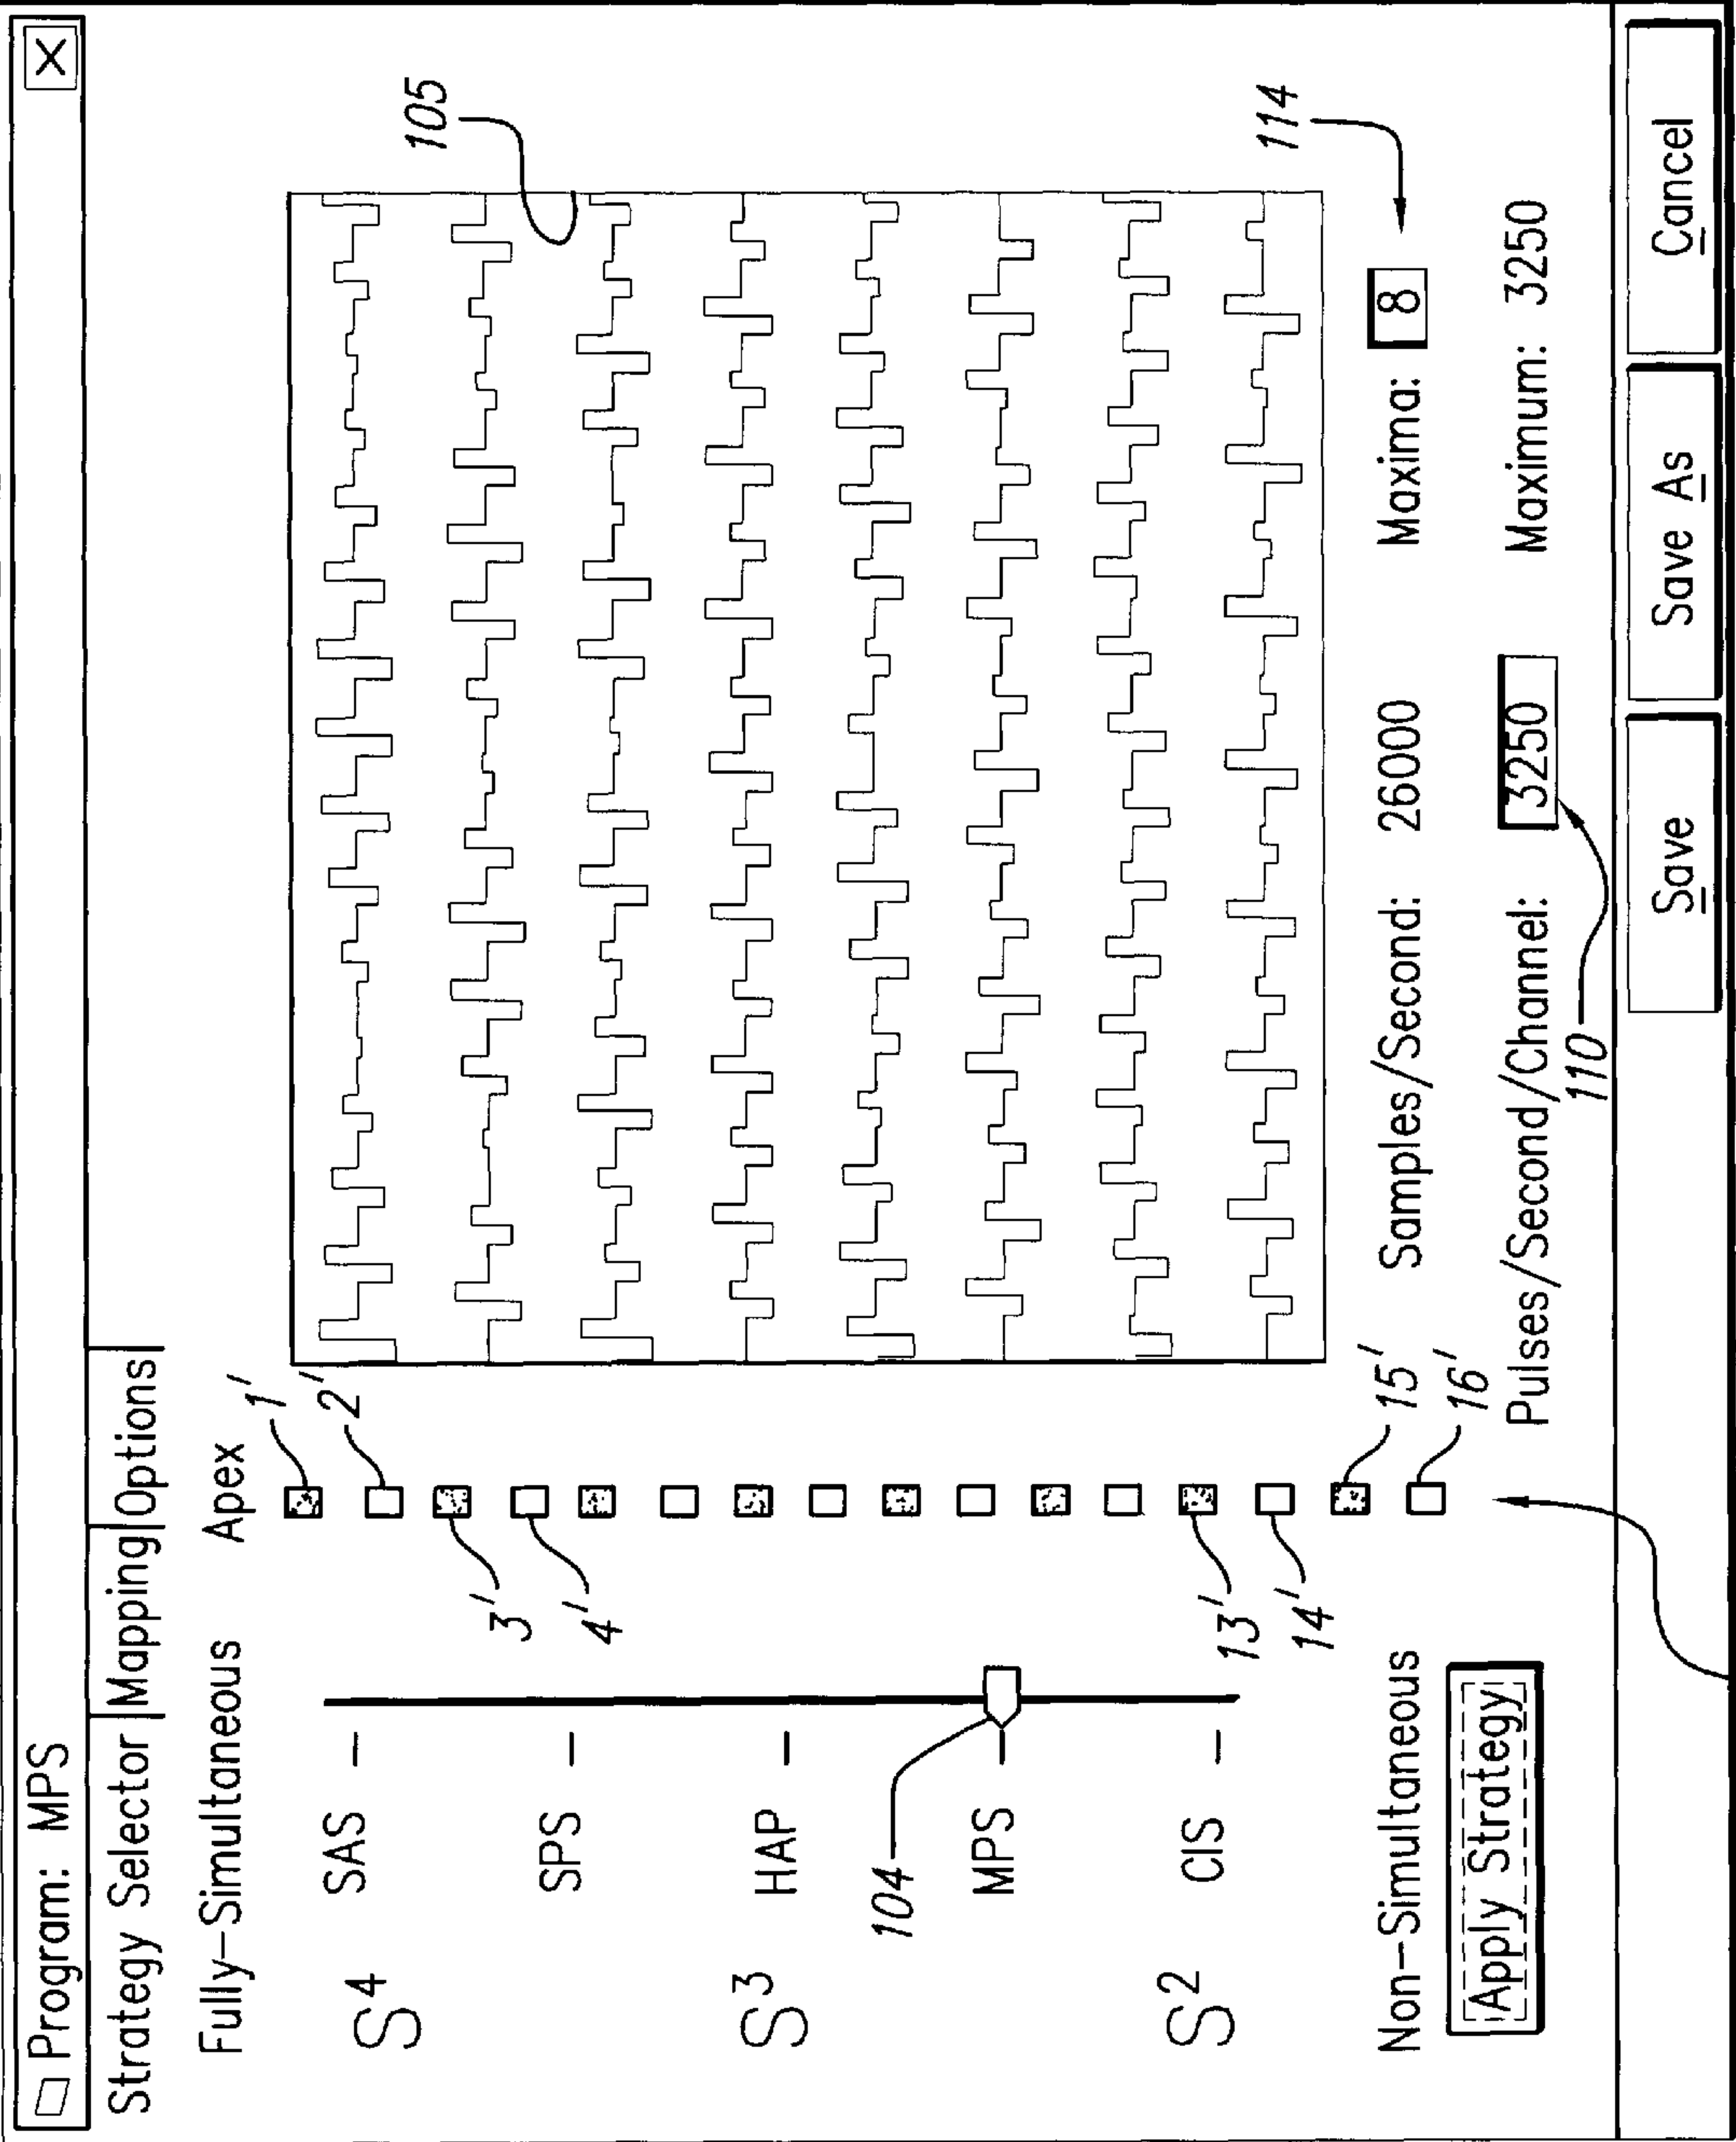 Program: MPS
X
Strategy Selector Mapping Options
Fully-Simultaneous Apex
S4 SAS -
SPS -
S3 HAP -
MPS -
S2 CIS -
Non-Simultaneous
Apply Strategy
1'
2'
3'
4'
13'
14'
15'
16'
104
105
Samples/Second: 26000 Maxima: 8
114
Pulses/Second/Channel: 3250 Maximum: 3250
110
Save Save As Cancel